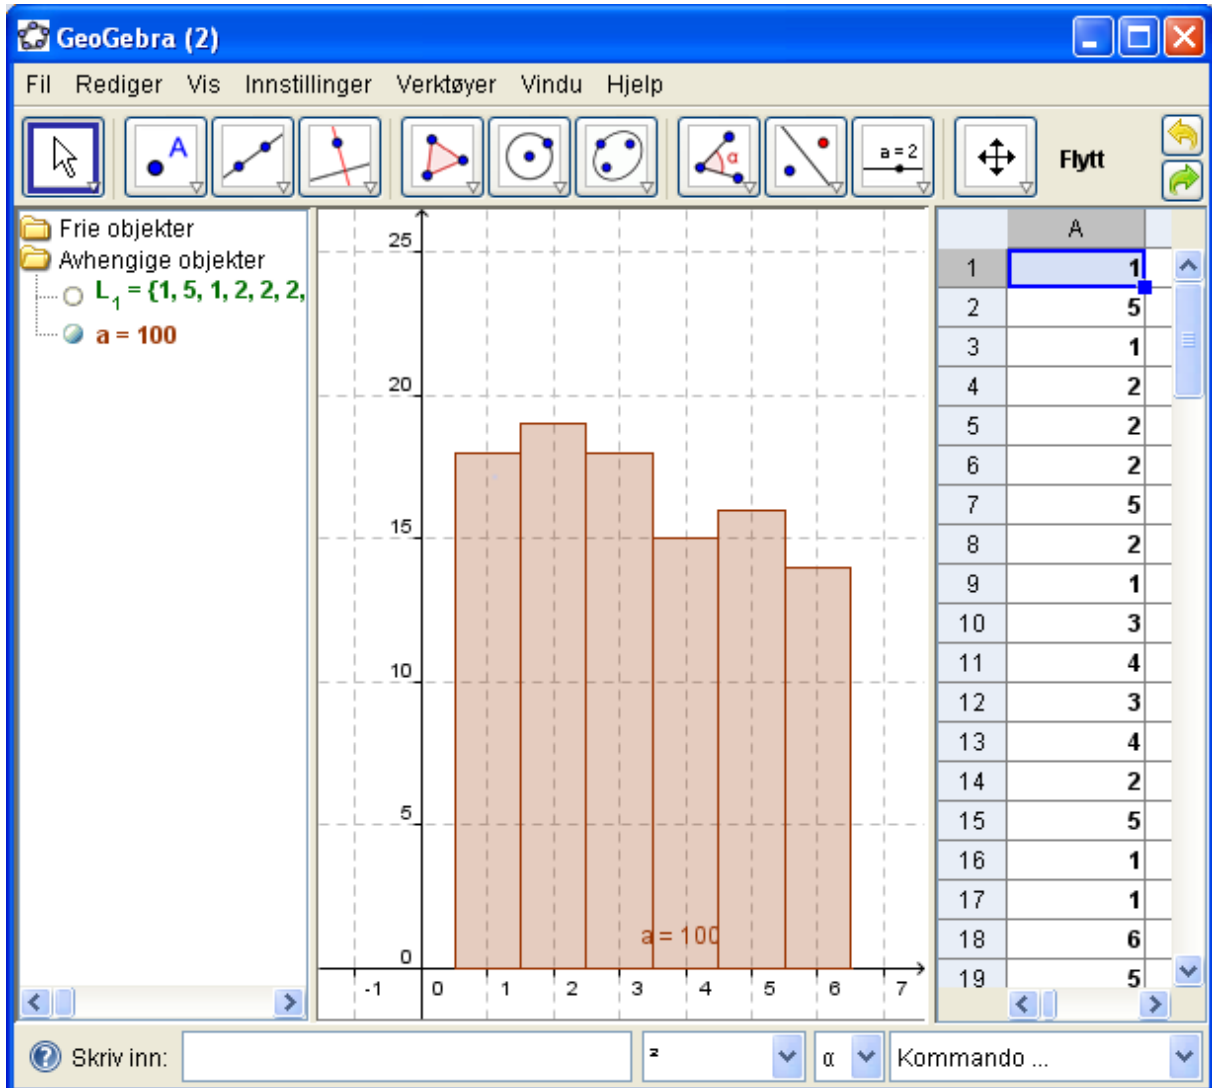 GeoGebra (2)
Fil Rediger Vis Innstillinger Verktøyer Vindu Hjelp
A
α
a = 2
Flytt
Frie objekter
Avhengige objekter
L1 = {1, 5, 1, 2, 2, 2,
a = 100
25
20
15
10
5
0
-1 0 1 2 3 4 5 6 7
a = 100
A
1 1
2 5
3 1
4 2
5 2
6 2
7 5
8 2
9 1
10 3
11 4
12 3
13 4
14 2
15 5
16 1
17 1
18 6
19 5
Skriv inn: ² α Kommando ...